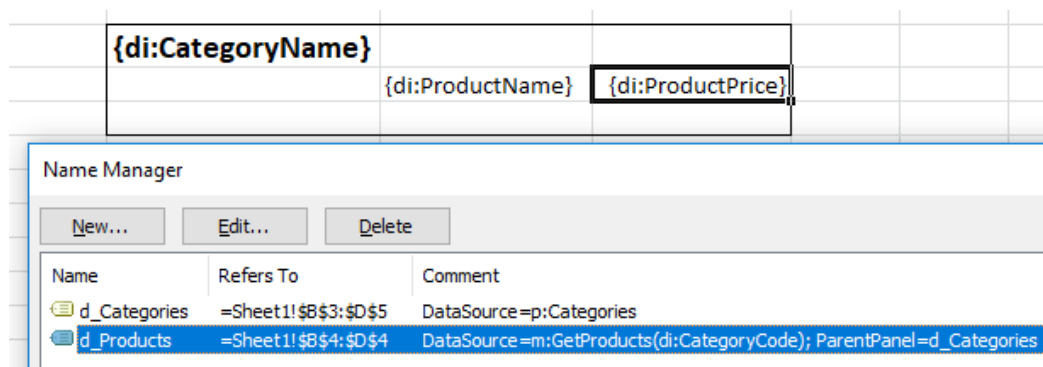 {di:CategoryName}
{di:ProductName} {di:ProductPrice}
Name Manager
New... Edit... Delete
Name Refers To Comment
d_Categories =Sheet1!$B$3:$D$5 DataSource=p:Categories
d_Products =Sheet1!$B$4:$D$4 DataSource=m:GetProducts(di:CategoryCode); ParentPanel=d_Categories